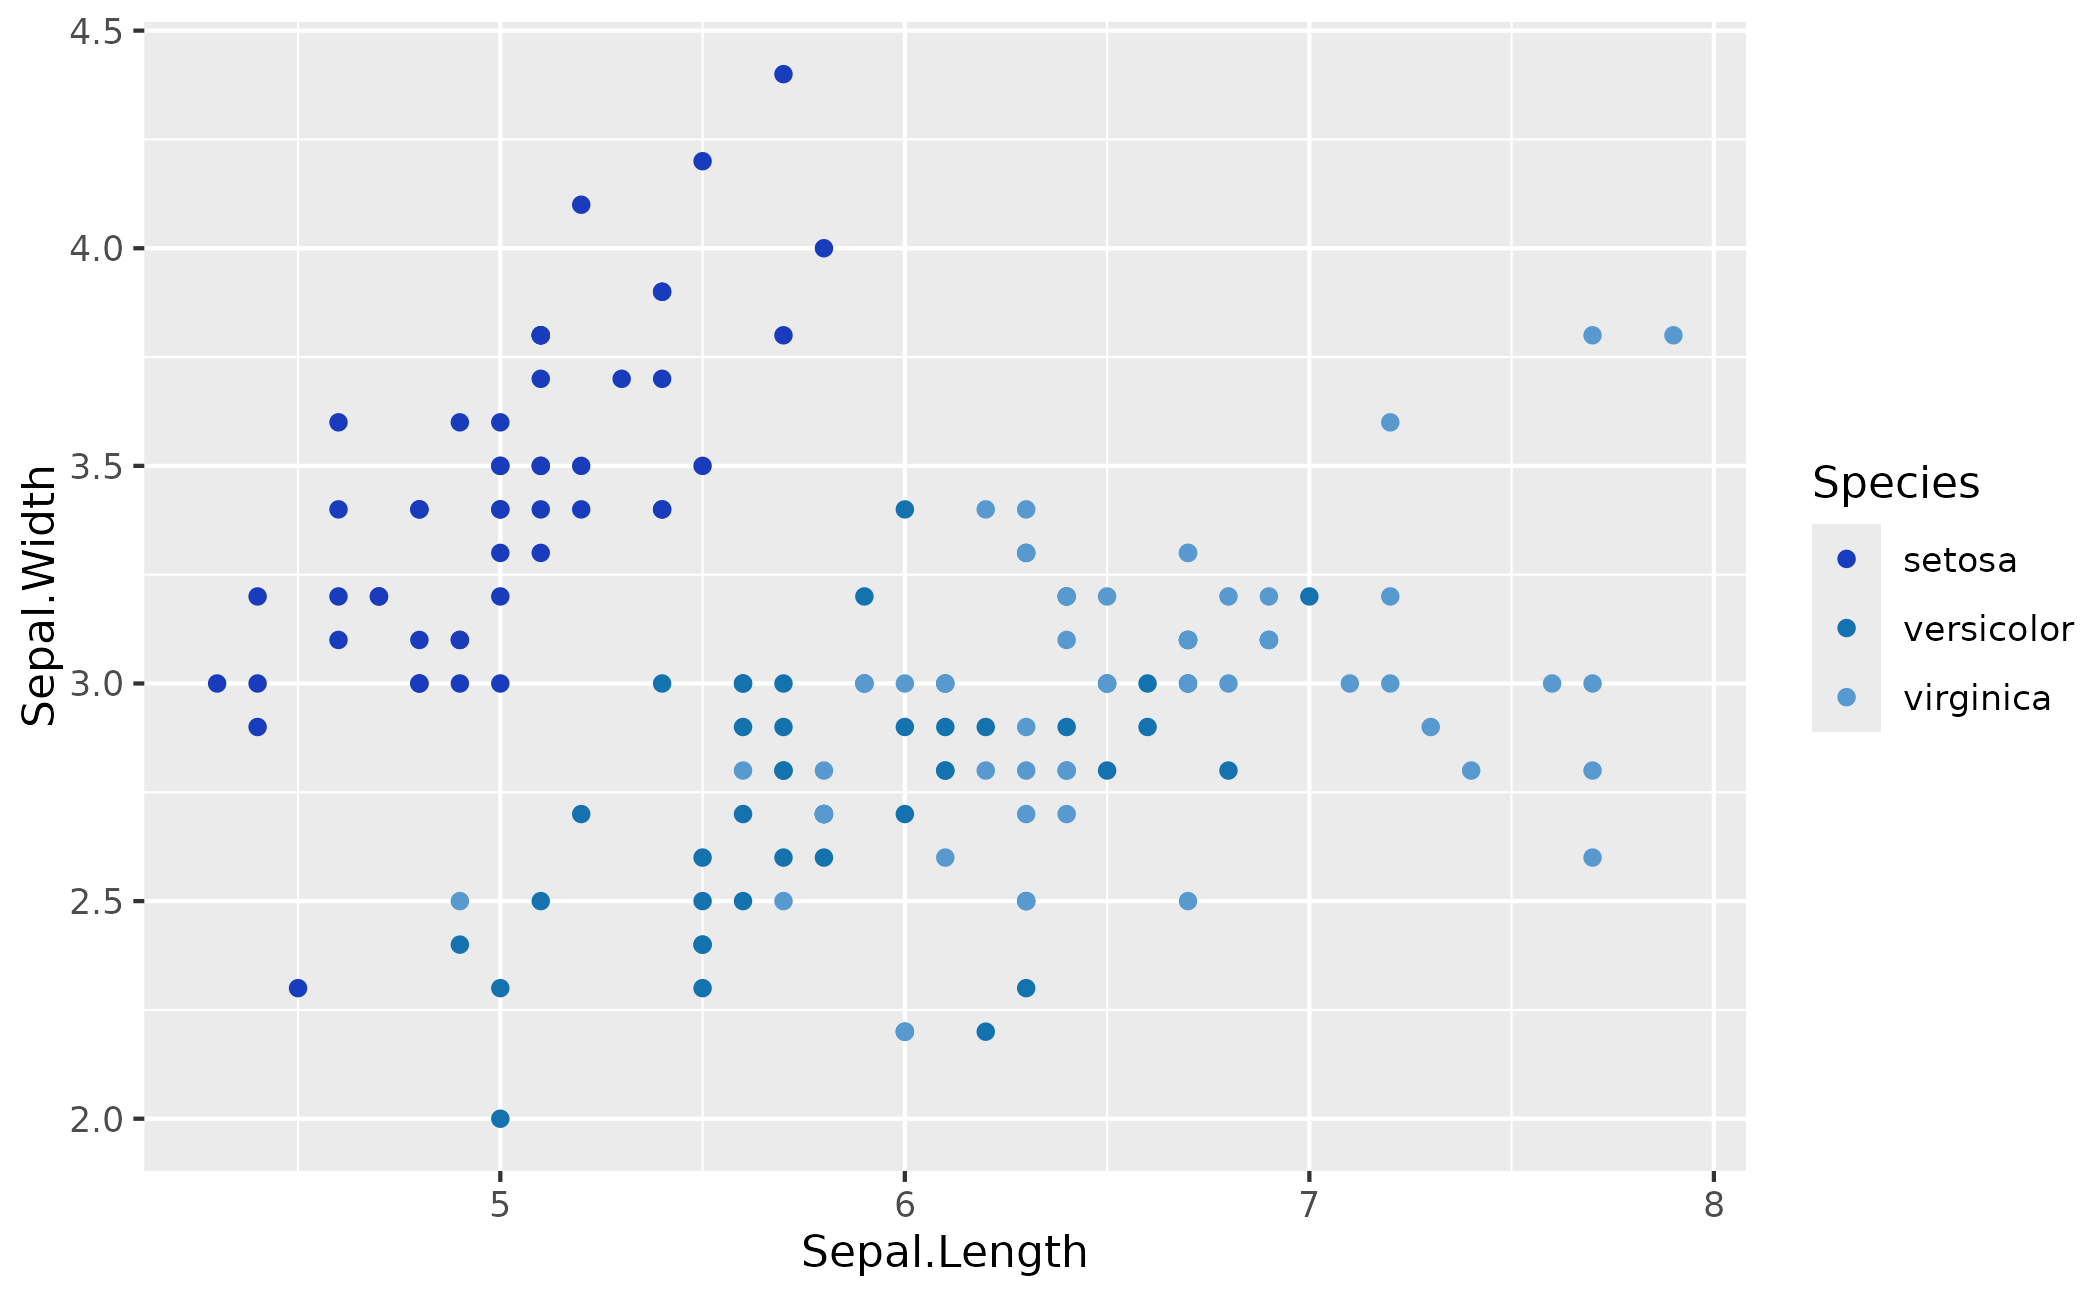 4.5
4.0
3.5
3.0
2.5
2.0
Sepal.Width
5 6 7 8
Sepal.Length
Species
setosa
versicolor
virginica